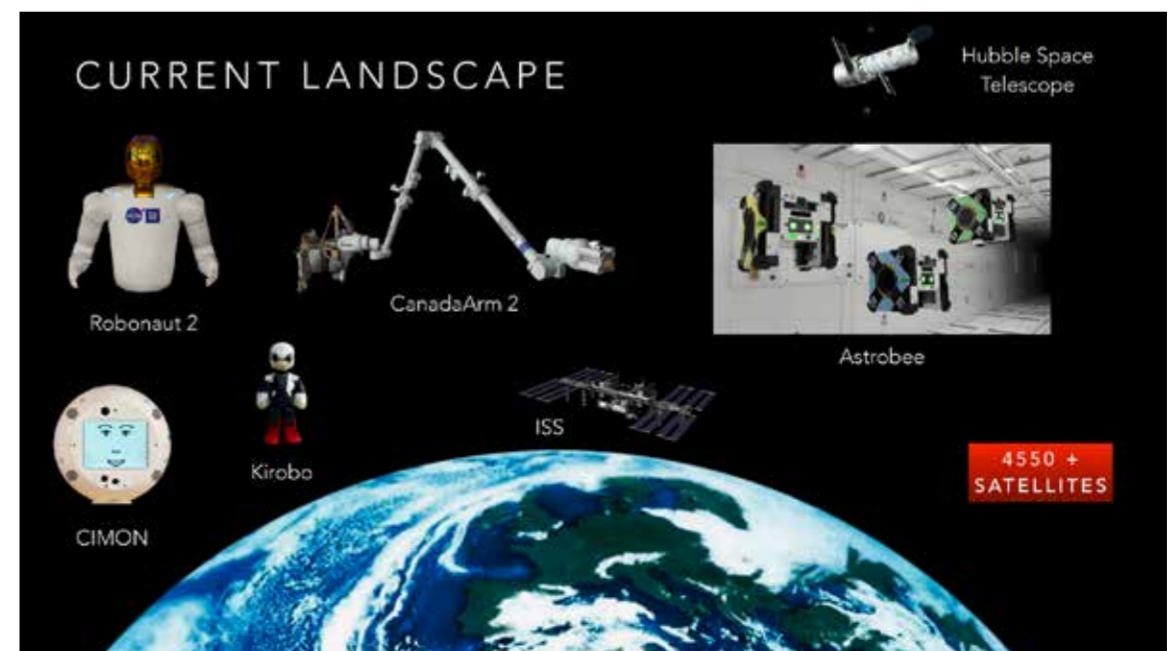 CURRENT LANDSCAPE
Hubble Space
Telescope
Robonaut 2
CanadaArm 2
Astrobee
Kirobo
ISS
4550 +
SATELLITES
CIMON